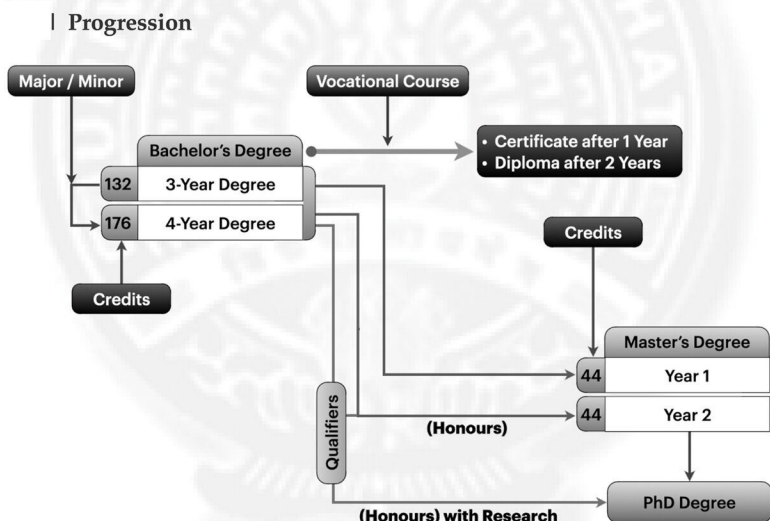 | Progression
Major / Minor
Vocational Course
Bachelor's Degree
• Certificate after 1 Year
• Diploma after 2 Years
132 3-Year Degree
176 4-Year Degree
Credits
Credits
Master's Degree
44 Year 1
44 Year 2
Qualifiers
(Honours)
PhD Degree
(Honours) with Research